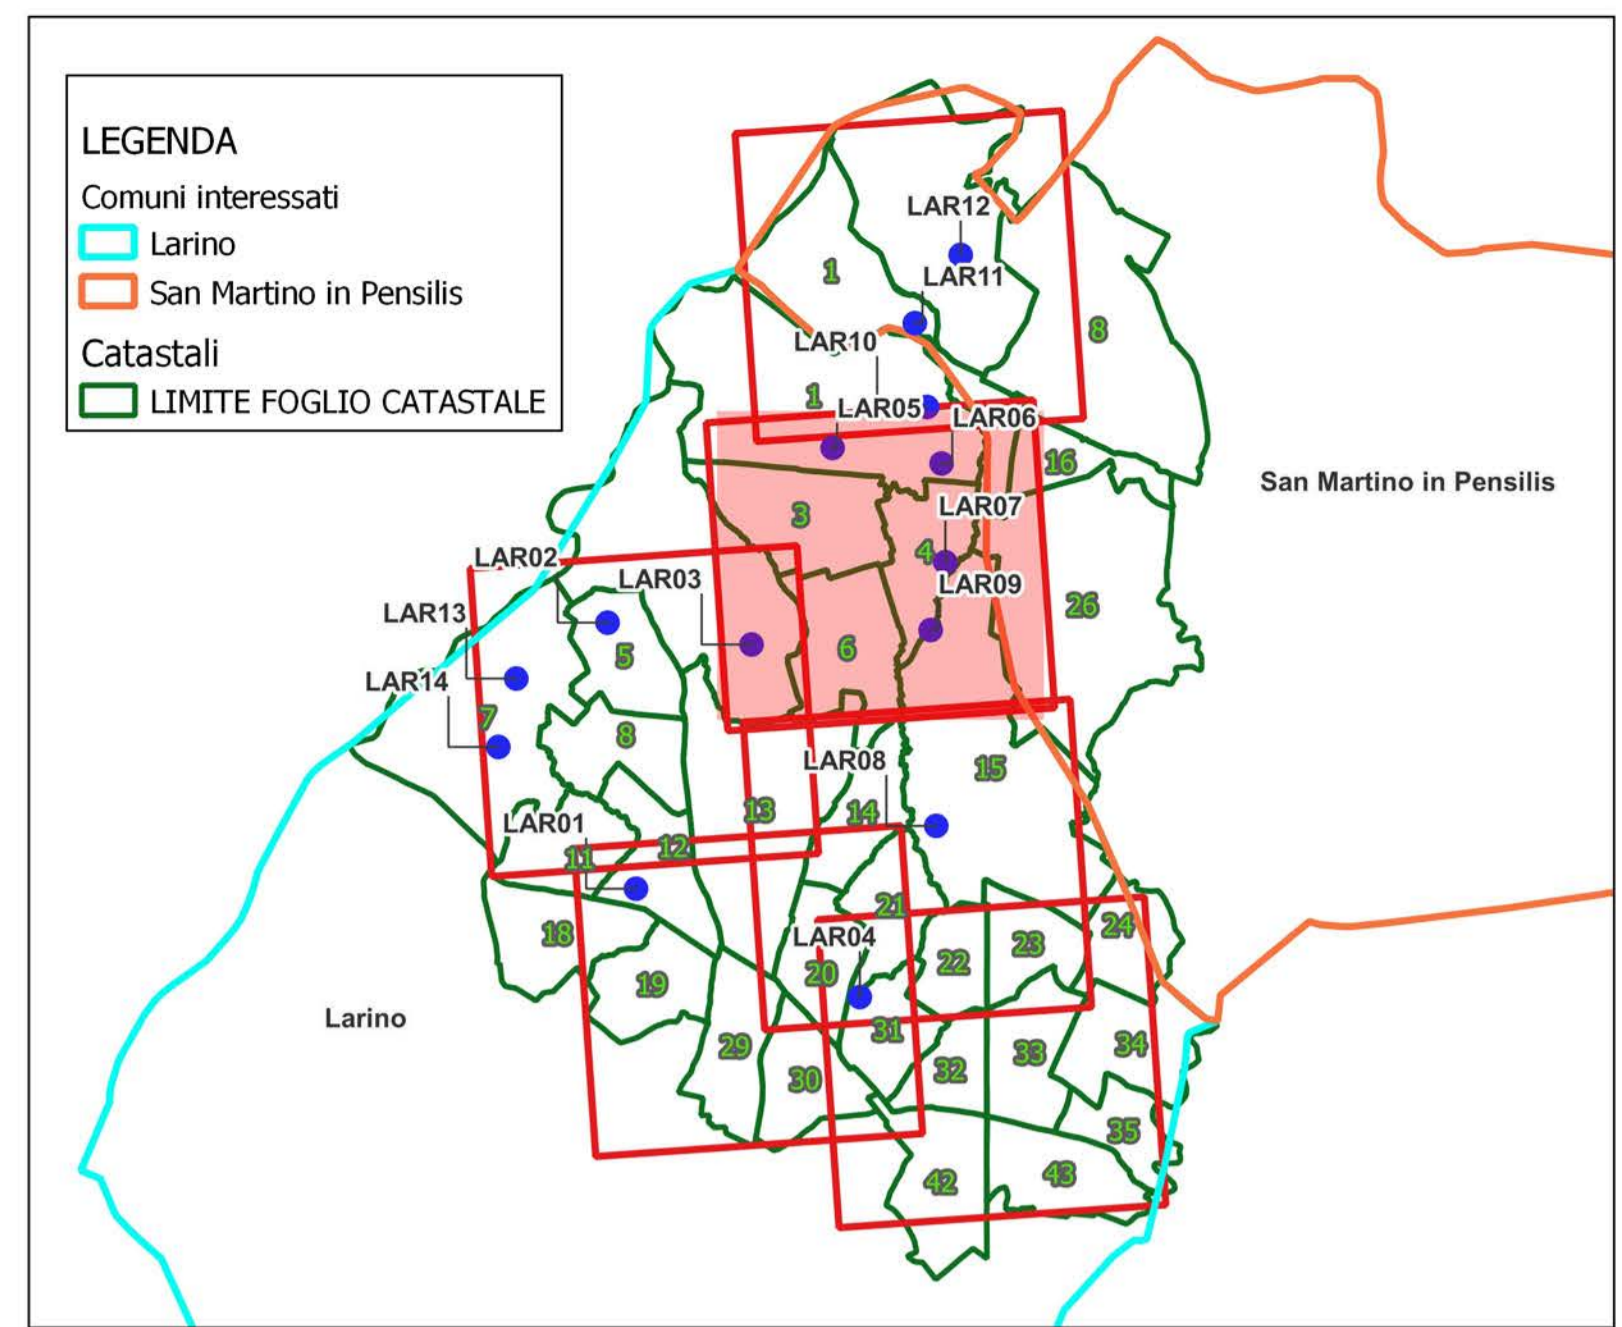 LEGENDA
Comuni interessati
Larino
San Martino in Pensilis
Catastali
LIMITE FOGLIO CATASTALE
LAR12
1
LAR11
8
LAR10
1
LAR05
LAR06
16
San Martino in Pensilis
3
LAR07
4
LAR02
LAR03
LAR09
26
LAR13
5
6
LAR14
7
8
LAR08
15
13
14
LAR01
11
12
21
18
LAR04
22
23
24
20
19
Larino
31
29
30
32
33
34
35
42
43